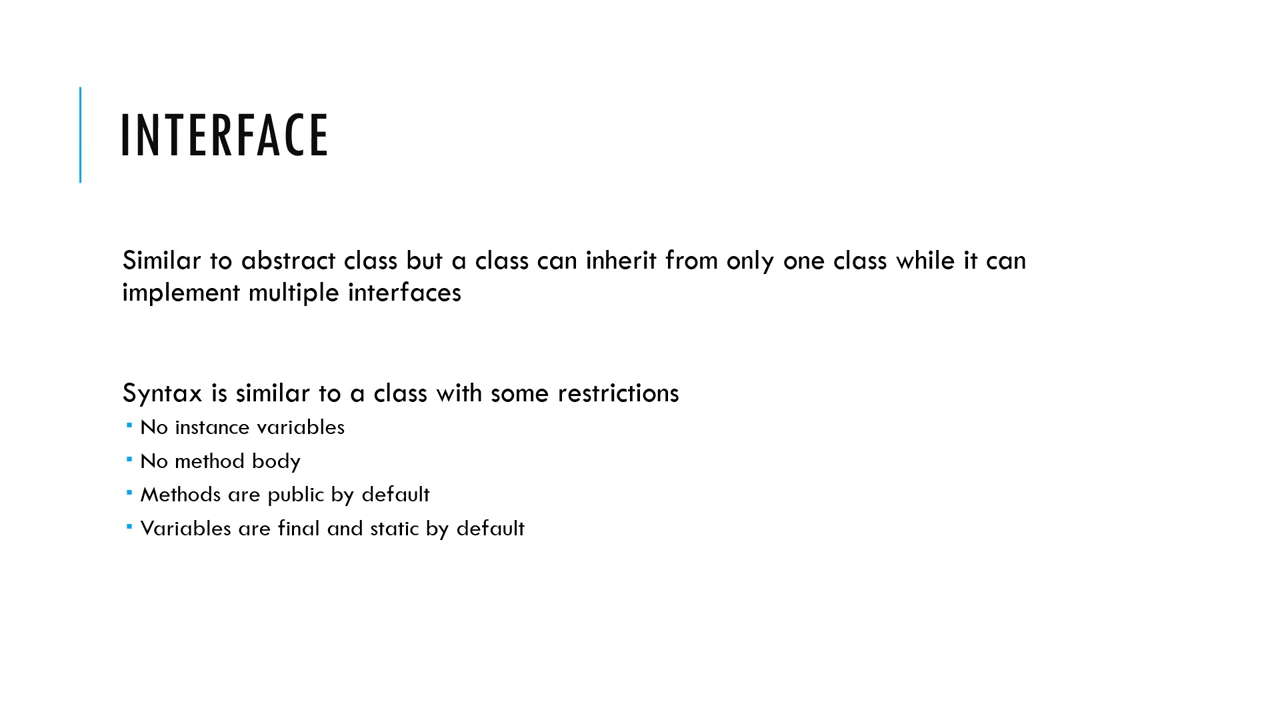 INTERFACE
Similar to abstract class but a class can inherit from only one class while it can
implement multiple interfaces
Syntax is similar to a class with some restrictions
▪ No instance variables
▪ No method body
▪ Methods are public by default
▪ Variables are final and static by default